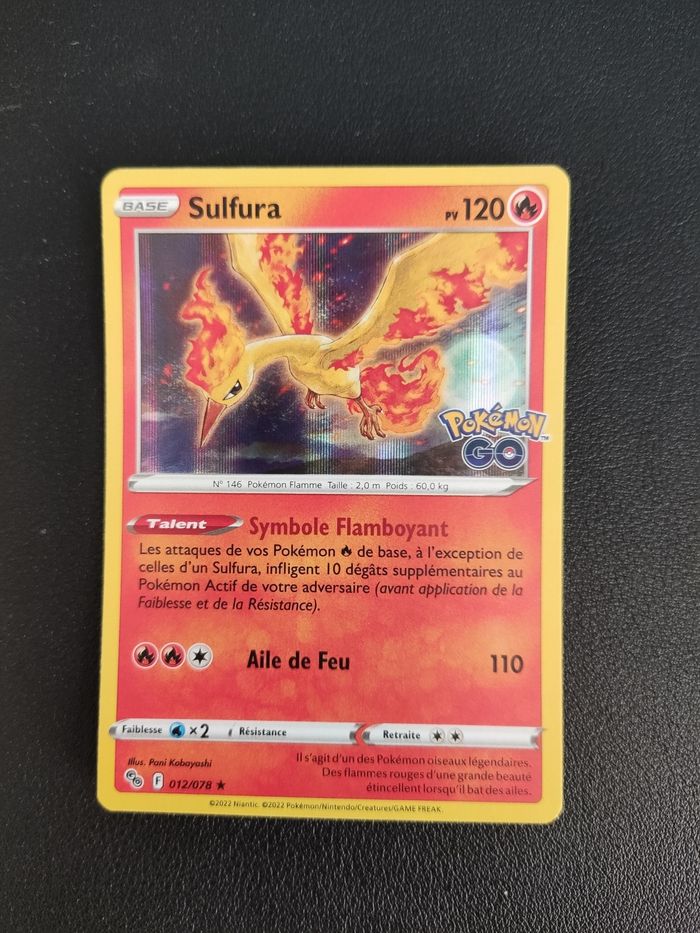 BASE Sulfura PV 120
Pokémon GO™
N° 146 Pokémon Flamme Taille : 2,0 m Poids : 60,0 kg
Talent Symbole Flamboyant
Les attaques de vos Pokémon de base, à l'exception de
celles d'un Sulfura, infligent 10 dégâts supplémentaires au
Pokémon Actif de votre adversaire (avant application de la
Faiblesse et de la Résistance).
Aile de Feu 110
Faiblesse ×2 Résistance Retraite
Illus. Pani Kobayashi
Il s'agit d'un des Pokémon oiseaux légendaires.
Des flammes rouges d'une grande beauté
étincellent lorsqu'il bat des ailes.
GO F 012/078 ★
©2022 Niantic. ©2022 Pokémon/Nintendo/Creatures/GAME FREAK.